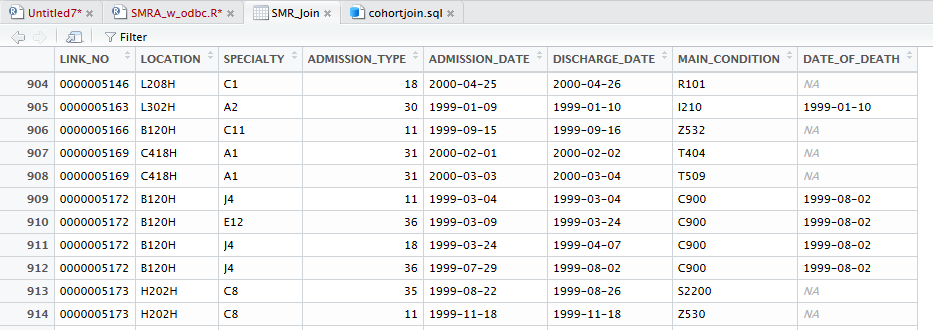 Untitled7* SMRA_w_odbc.R* SMR_Join cohortjoin.sql
Filter
LINK_NO LOCATION SPECIALTY ADMISSION_TYPE ADMISSION_DATE DISCHARGE_DATE MAIN_CONDITION DATE_OF_DEATH
904 0000005146 L208H C1 18 2000-04-25 2000-04-26 R101 NA
905 0000005163 L302H A2 30 1999-01-09 1999-01-10 I210 1999-01-10
906 0000005166 B120H C11 11 1999-09-15 1999-09-16 Z532 NA
907 0000005169 C418H A1 31 2000-02-01 2000-02-02 T404 NA
908 0000005169 C418H A1 31 2000-03-03 2000-03-04 T509 NA
909 0000005172 B120H J4 11 1999-03-04 1999-03-04 C900 1999-08-02
910 0000005172 B120H E12 36 1999-03-09 1999-03-24 C900 1999-08-02
911 0000005172 B120H J4 18 1999-03-24 1999-04-07 C900 1999-08-02
912 0000005172 B120H J4 36 1999-07-29 1999-08-02 C900 1999-08-02
913 0000005173 H202H C8 35 1999-08-22 1999-08-26 S2200 NA
914 0000005173 H202H C8 11 1999-11-18 1999-11-18 Z530 NA